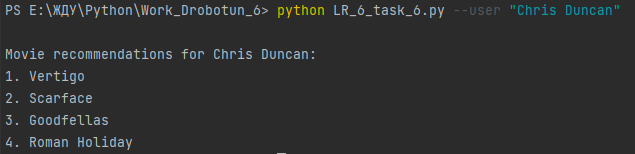 PS E:\ЖДУ\Python\Work_Drobotun_6> python LR_6_task_6.py --user "Chris Duncan"
Movie recommendations for Chris Duncan:
1. Vertigo
2. Scarface
3. Goodfellas
4. Roman Holiday